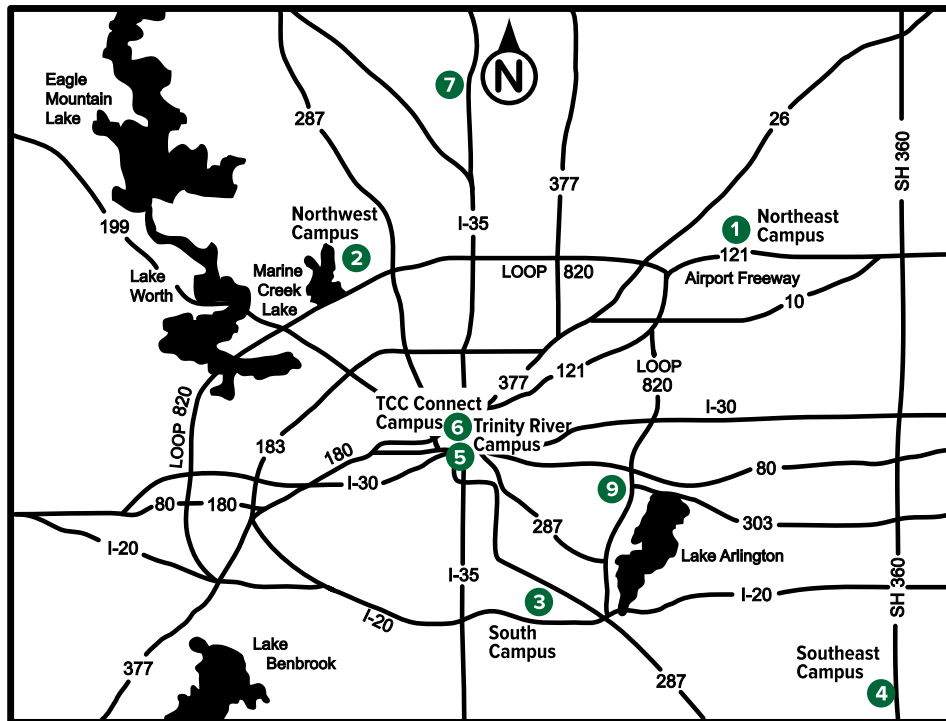 Eagle
Mountain
Lake
7
N
287
26
377
SH 360
199
I-35
Northwest
Campus
2
1
Northeast
Campus
121
Airport Freeway
LOOP 820
10
Lake
Worth
Marine
Creek
Lake
377
121
LOOP
820
TCC Connect
Campus
6
Trinity River
Campus
5
I-30
LOOP 820
183
180
I-30
80
9
80
180
303
287
Lake Arlington
I-20
I-35
I-20
SH 360
I-20
3
South
Campus
Lake
Benbrook
377
287
Southeast
Campus
4